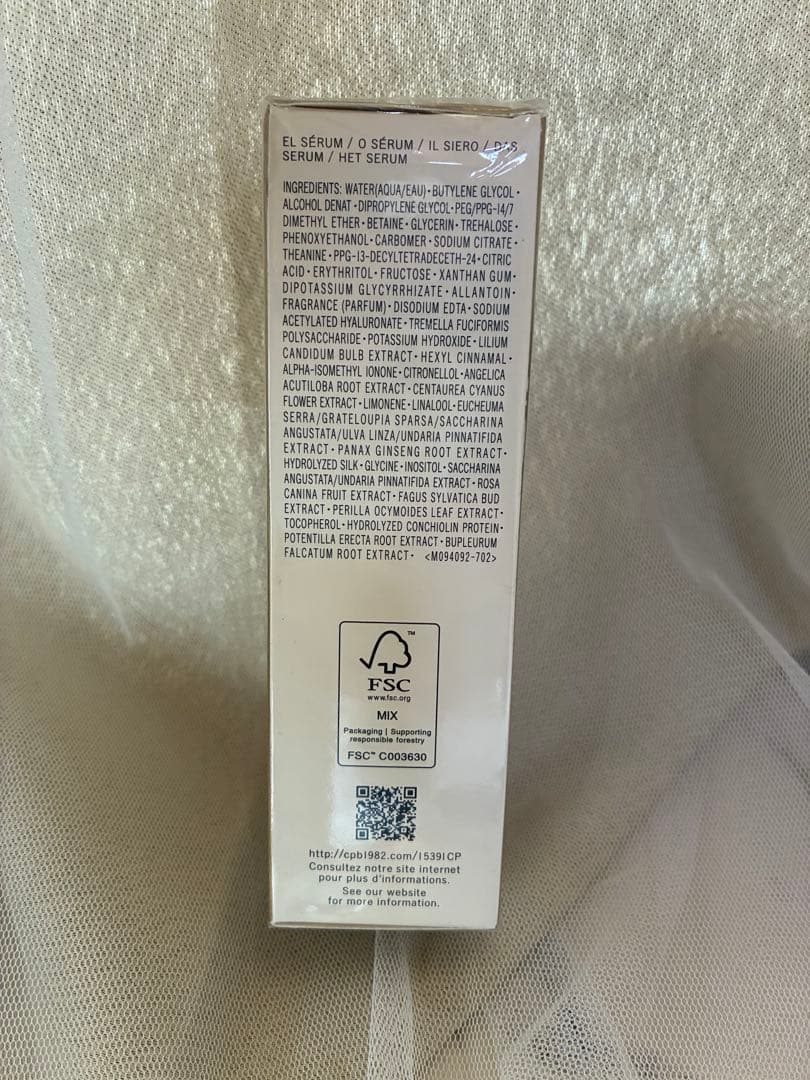 EL SÉRUM / O SÉRUM / IL SIERO / DAS
SERUM / HET SERUM
INGREDIENTS: WATER(AQUA/EAU)・BUTYLENE GLYCOL・
ALCOHOL DENAT・DIPROPYLENE GLYCOL・PEG/PPG-14/7
DIMETHYL ETHER・BETAINE・GLYCERIN・TREHALOSE・
PHENOXYETHANOL・CARBOMER・SODIUM CITRATE・
THEANINE・PPG-13-DECYLTETRADECETH-24・CITRIC
ACID・ERYTHRITOL・FRUCTOSE・XANTHAN GUM・
DIPOTASSIUM GLYCYRRHIZATE・ALLANTOIN・
FRAGRANCE (PARFUM)・DISODIUM EDTA・SODIUM
ACETYLATED HYALURONATE・TREMELLA FUCIFORMIS
POLYSACCHARIDE・POTASSIUM HYDROXIDE・LILIUM
CANDIDUM BULB EXTRACT・HEXYL CINNAMAL・
ALPHA-ISOMETHYL IONONE・CITRONELLOL・ANGELICA
ACUTILOBA ROOT EXTRACT・CENTAUREA CYANUS
FLOWER EXTRACT・LIMONENE・LINALOOL・EUCHEUMA
SERRA/GRATELOUPIA SPARSA/SACCHARINA
ANGUSTATA/ULVA LINZA/UNDARIA PINNATIFIDA
EXTRACT・PANAX GINSENG ROOT EXTRACT・
HYDROLYZED SILK・GLYCINE・INOSITOL・SACCHARINA
ANGUSTATA/UNDARIA PINNATIFIDA EXTRACT・ROSA
CANINA FRUIT EXTRACT・FAGUS SYLVATICA BUD
EXTRACT・PERILLA OCYMOIDES LEAF EXTRACT・
TOCOPHEROL・HYDROLYZED CONCHIOLIN PROTEIN・
POTENTILLA ERECTA ROOT EXTRACT・BUPLEURUM
FALCATUM ROOT EXTRACT・ <M094092-702>
TM
FSC
www.fsc.org
MIX
Packaging | Supporting
responsible forestry
FSC™ C003630
http://cpb1982.com/15391CP
Consultez notre site internet
pour plus d'informations.
See our website
for more information.